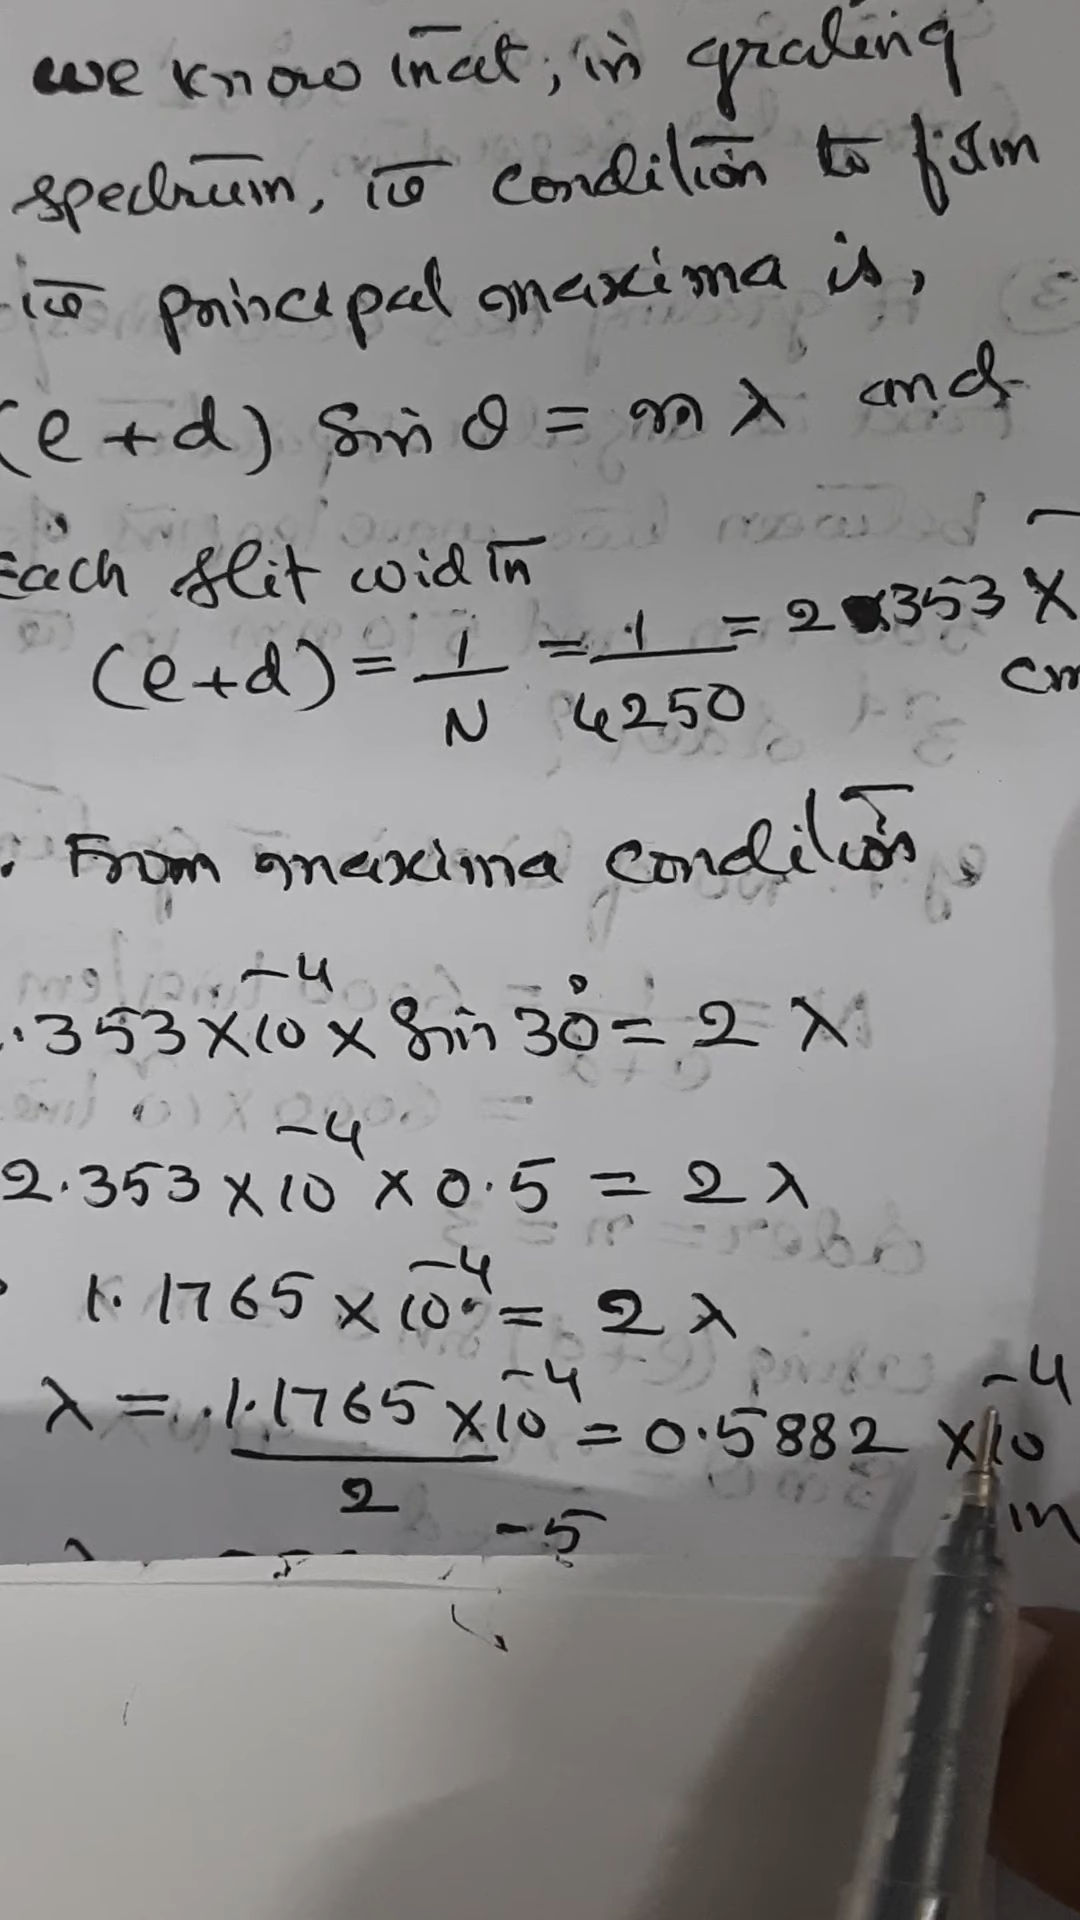 we know that, in grating
spectrum, the condition to form
the principal maxima is,
(e+d) Sin θ = n λ and
Each slit width
(e+d) = 1/N = 1/4250 = 2.353 ×
cm
From maxima condition,
.353 × 10⁻⁴ × Sin 30° = 2 λ
2.353 × 10⁻⁴ × 0.5 = 2 λ
1.1765 × 10⁻⁴ = 2 λ
λ = 1.1765 × 10⁻⁴ / 2 = 0.5882 × 10⁻⁴
-5